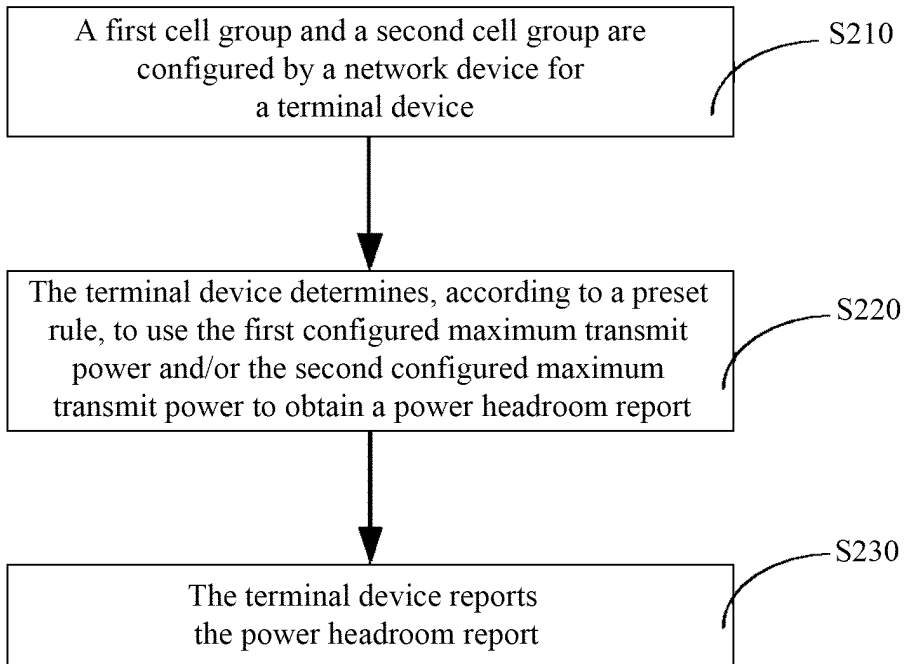 A first cell group and a second cell group are
configured by a network device for
a terminal device
S210
The terminal device determines, according to a preset
rule, to use the first configured maximum transmit
power and/or the second configured maximum
transmit power to obtain a power headroom report
S220
The terminal device reports
the power headroom report
S230